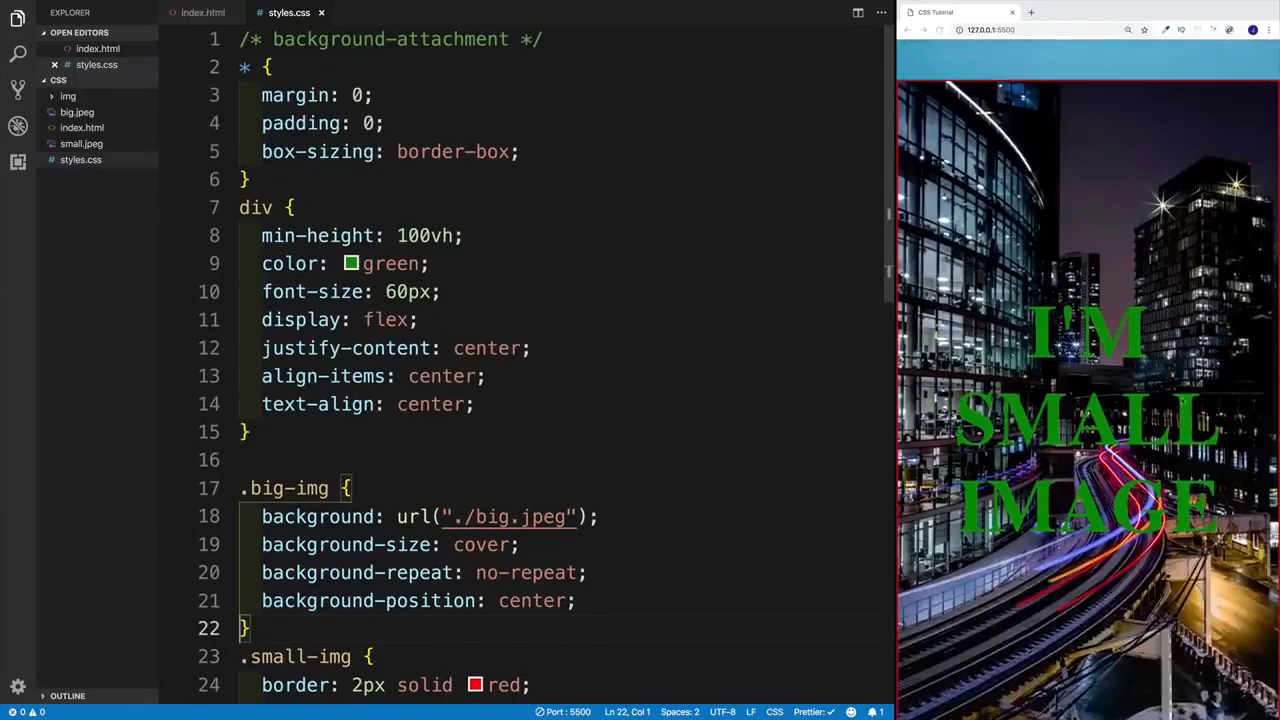 EXPLORER
OPEN EDITORS
index.html
styles.css
CSS
img
big.jpeg
index.html
small.jpeg
styles.css
OUTLINE
index.html
styles.css
1 /* background-attachment */
2 * {
3 margin: 0;
4 padding: 0;
5 box-sizing: border-box;
6 }
7 div {
8 min-height: 100vh;
9 color: green;
10 font-size: 60px;
11 display: flex;
12 justify-content: center;
13 align-items: center;
14 text-align: center;
15 }
16
17 .big-img {
18 background: url("./big.jpeg");
19 background-size: cover;
20 background-repeat: no-repeat;
21 background-position: center;
22 }
23 .small-img {
24 border: 2px solid red;
0 0 Port : 5500 Ln 22, Col 1 Spaces: 2 UTF-8 LF CSS Prettier: 1
CSS Tutorial
127.0.0.1:5500
I'M
SMALL
IMAGE